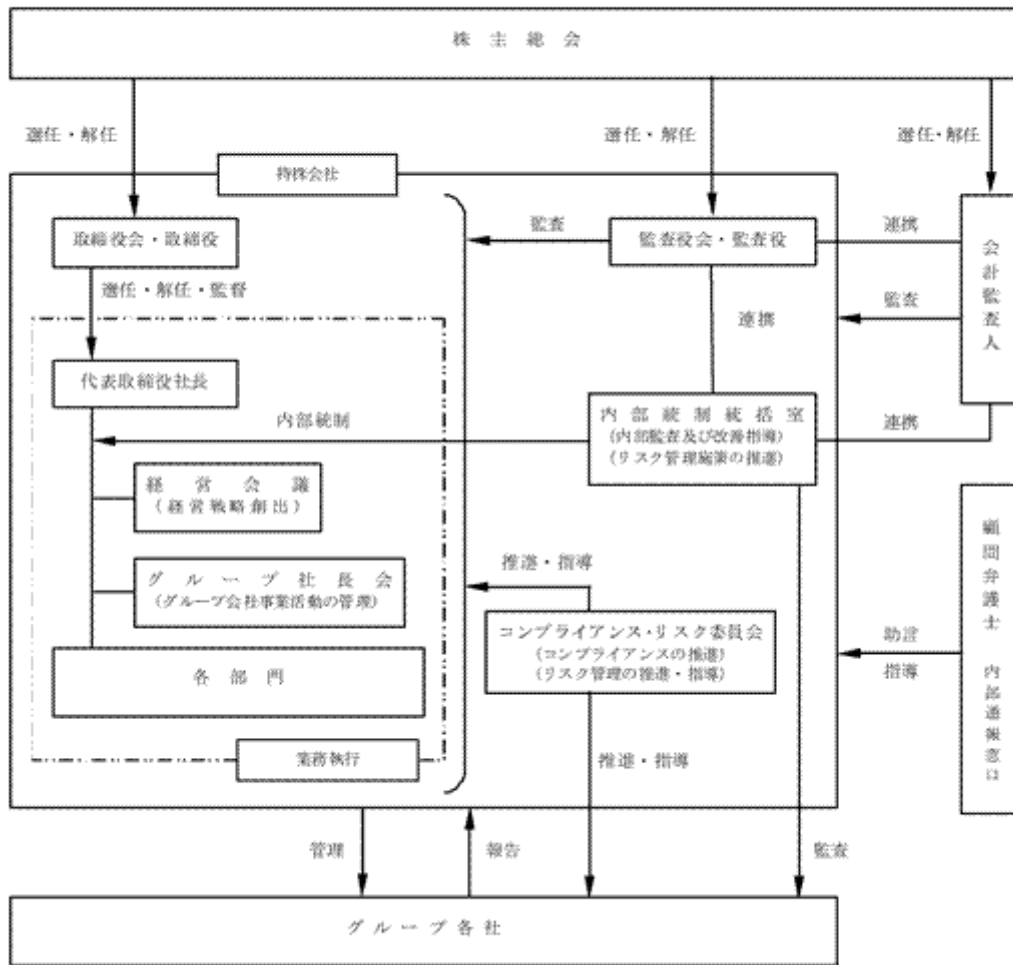 株主総会
選任・解任
選任・解任
選任・解任
持株会社
取締役会・取締役
監査
監査役会・監査役
連携
会計監査人
選任・解任・監督
連携
監査
代表取締役社長
内部統制
内部統制統括室
(内部監査及び改善指導)
(リスク管理施策の推進)
連携
経営会議
(経営戦略創出)
顧問弁護士 内部通報窓口
推進・指導
グループ社長会
(グループ会社事業活動の管理)
コンプライアンス・リスク委員会
(コンプライアンスの推進)
(リスク管理の推進・指導)
助言
指導
各部門
業務執行
推進・指導
管理
報告
監査
グループ各社